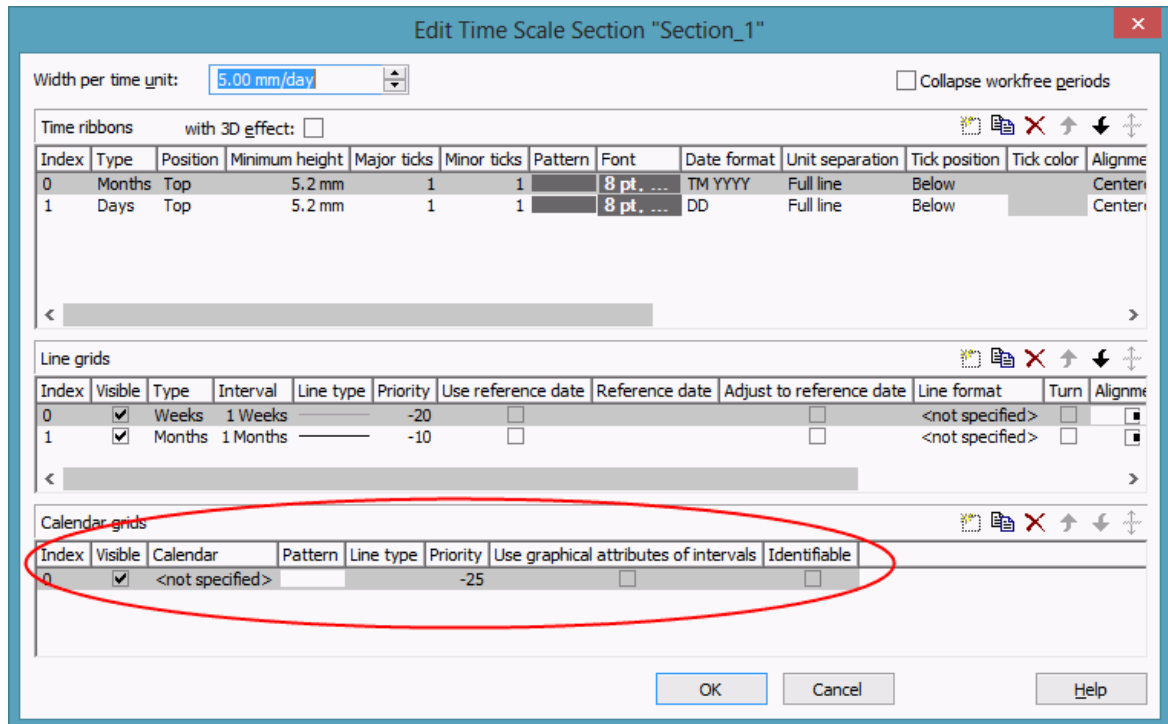 Edit Time Scale Section "Section_1"
Width per time unit: 5.00 mm/day Collapse workfree periods
Time ribbons with 3D effect:
Index Type Position Minimum height Major ticks Minor ticks Pattern Font Date format Unit separation Tick position Tick color Alignme
0 Months Top 5.2 mm 1 1 8 pt, ... TM YYYY Full line Below Centere
1 Days Top 5.2 mm 1 1 8 pt, ... DD Full line Below Centere
Line grids
Index Visible Type Interval Line type Priority Use reference date Reference date Adjust to reference date Line format Turn Alignme
0 Weeks 1 Weeks -20 <not specified>
1 Months 1 Months -10 <not specified>
Calendar grids
Index Visible Calendar Pattern Line type Priority Use graphical attributes of intervals Identifiable
0 <not specified> -25
OK Cancel Help